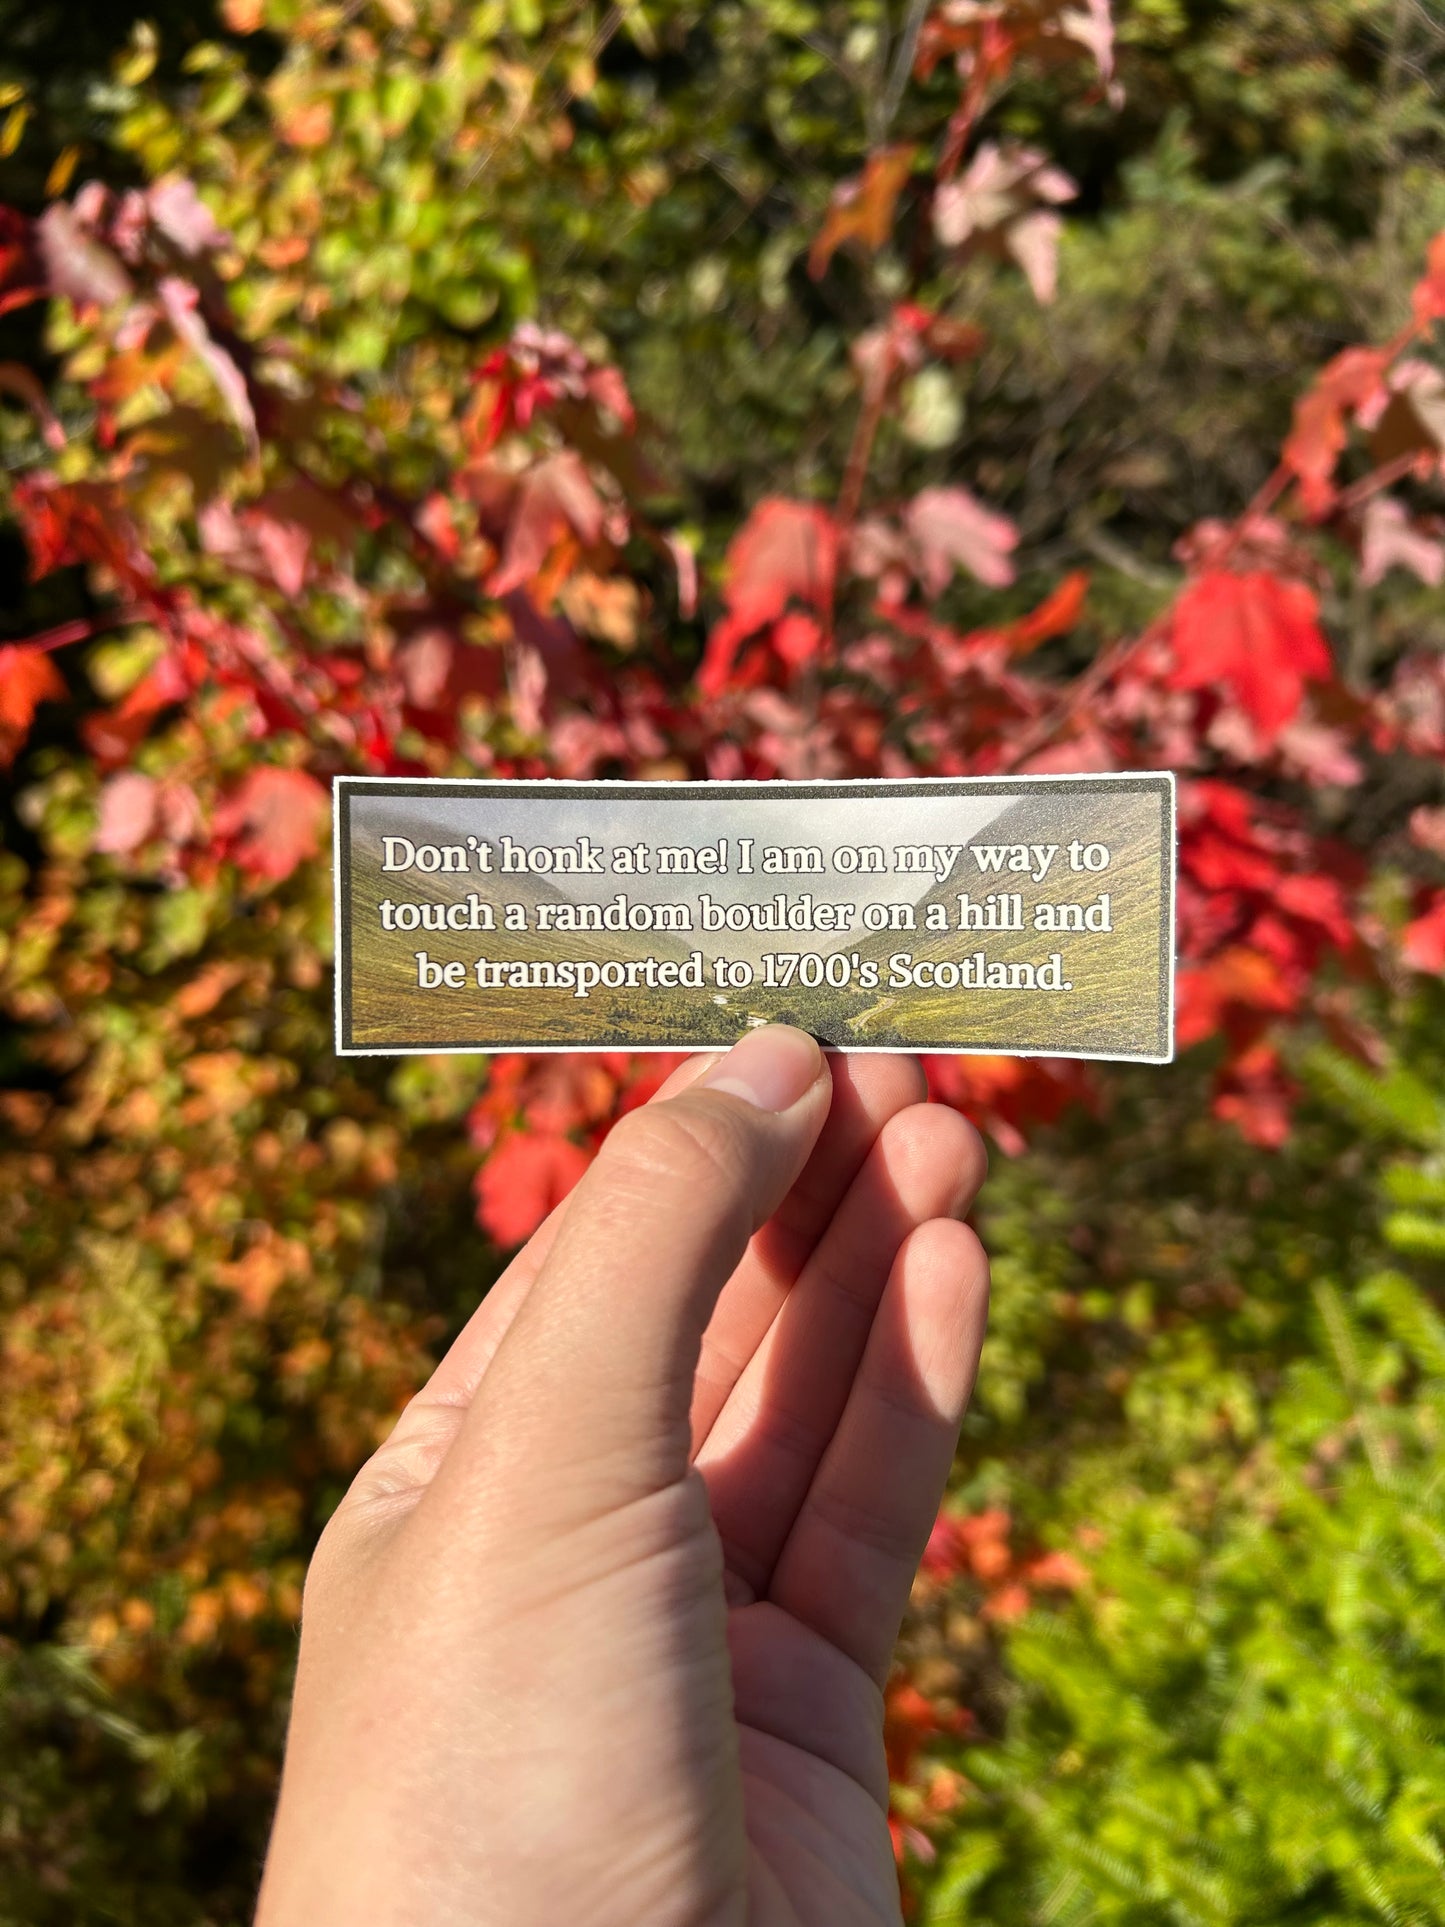 Don't honk at me! I am on my way to
touch a random boulder on a hill and
be transported to 1700's Scotland.